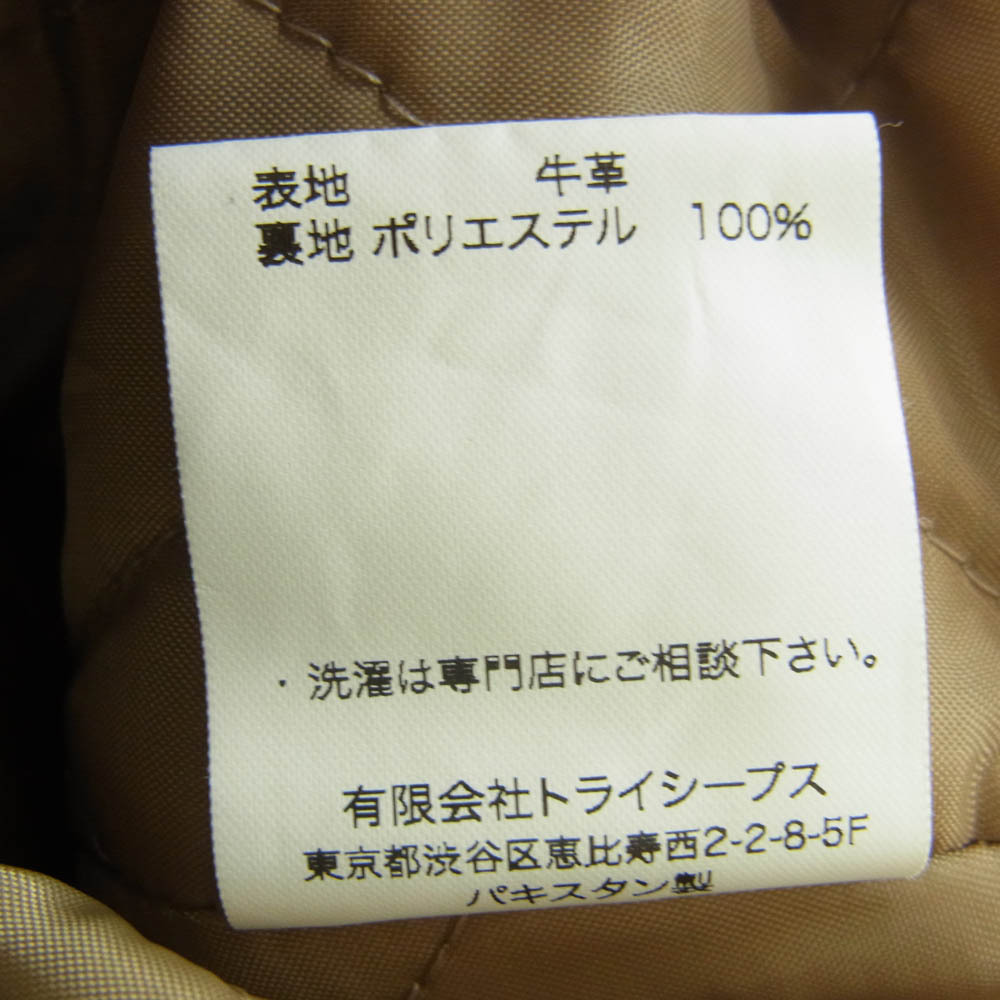 表地 牛革
裏地 ポリエステル 100%
・洗濯は専門店にご相談下さい。
有限会社トライシープス
東京都渋谷区恵比寿西2-2-8-5F
パキスタン製